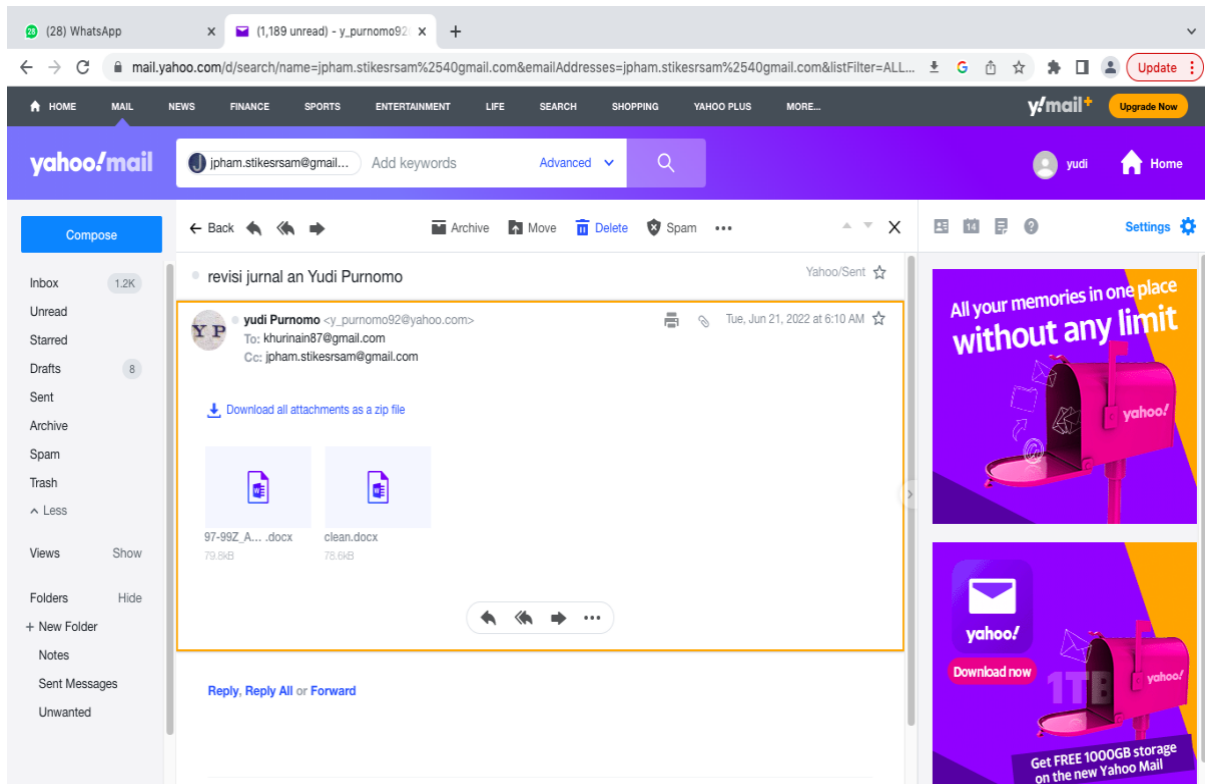 28 (28) WhatsApp
(1,189 unread) - y_purnomo92
mail.yahoo.com/d/search/name=jpham.stikesrsam%2540gmail.com&emailAddresses=jpham.stikesrsam%2540gmail.com&listFilter=ALL...
Update
HOME MAIL NEWS FINANCE SPORTS ENTERTAINMENT LIFE SEARCH SHOPPING YAHOO PLUS MORE... y!mail+ Upgrade Now
yahoo!mail J jpham.stikesrsam@gmail... Add keywords Advanced yudi Home
Compose
Back Archive Move Delete Spam ••• X 14 Settings
revisi jurnal an Yudi Purnomo Yahoo/Sent
Inbox 1.2K
Unread
Starred
Drafts 8
Sent
Archive
Spam
Trash
Less
Views Show
Folders Hide
+ New Folder
Notes
Sent Messages
Unwanted
Y P
yudi Purnomo <y_purnomo92@yahoo.com> Tue, Jun 21, 2022 at 6:10 AM
To: khurinain87@gmail.com
Cc: jpham.stikesrsam@gmail.com
Download all attachments as a zip file
97-99Z_A... .docx clean.docx
79.8kB 78.6kB
•••
Reply, Reply All or Forward
All your memories in one place
without any limit
yahoo!
yahoo!
Download now
1TB
yahoo!
Get FREE 1000GB storage
on the new Yahoo Mail